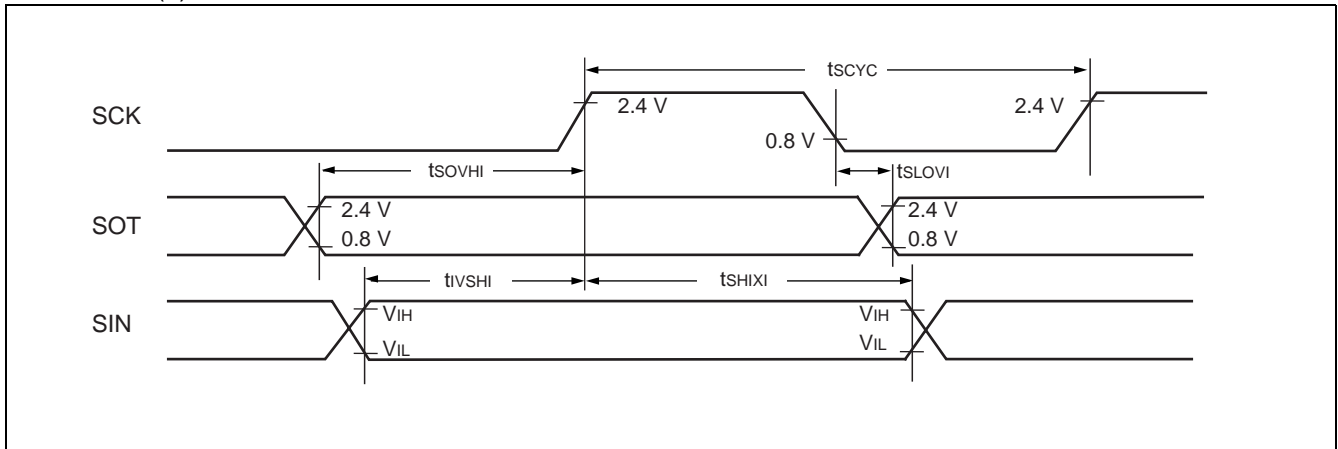 tSCYC
SCK
2.4 V
2.4 V
0.8 V
tSOVHI
tSLOVI
SOT
2.4 V
2.4 V
0.8 V
0.8 V
tIVSHI
tSHIXI
SIN
VIH
VIH
VIL
VIL